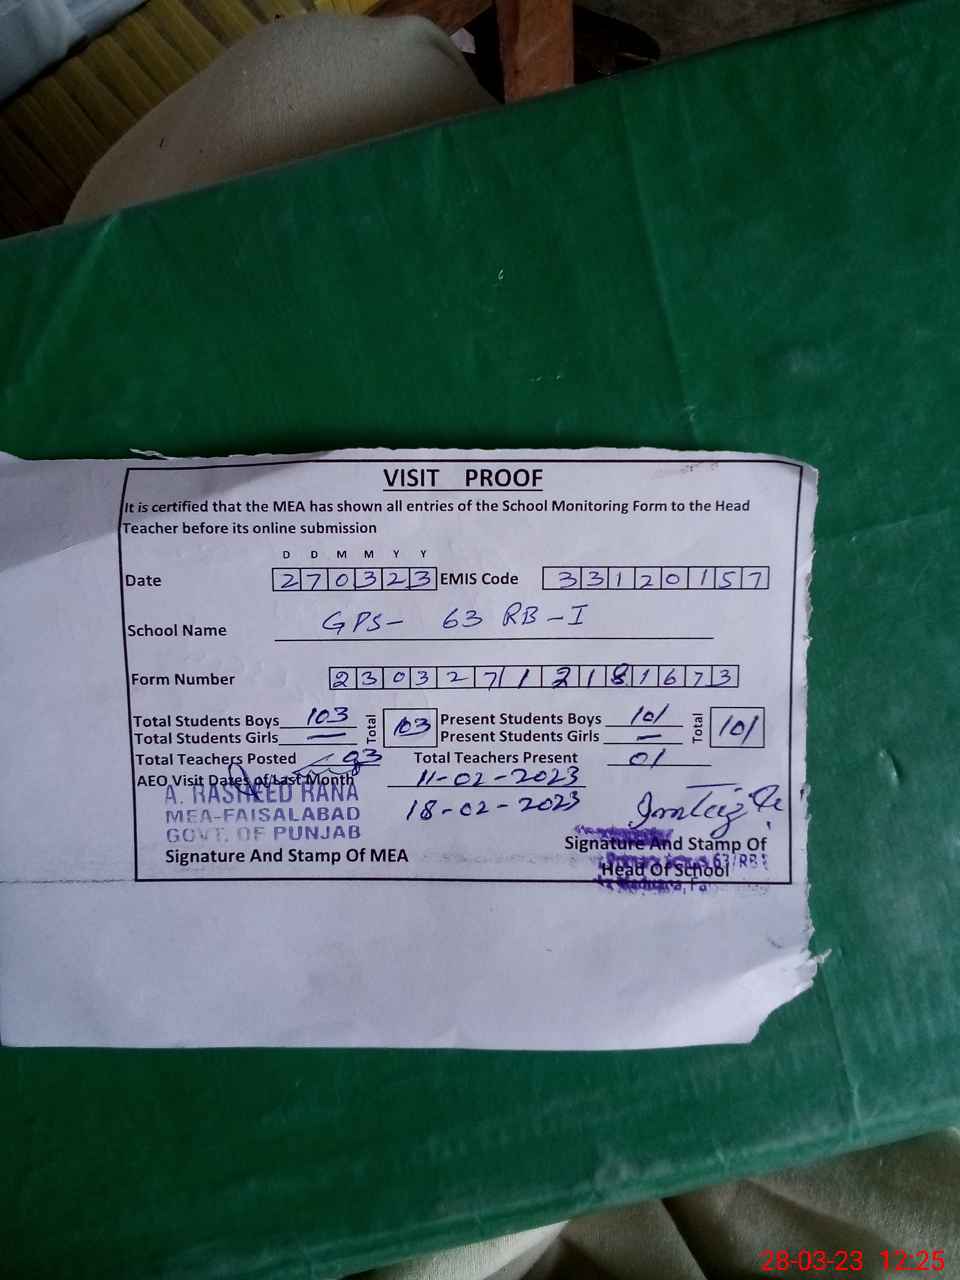 VISIT PROOF
It is certified that the MEA has shown all entries of the School Monitoring Form to the Head
Teacher before its online submission
D D M M Y Y
Date 270323 EMIS Code 33120157
School Name GPS- 63 RB-I
Form Number 23032712181673
Total Students Boys 103 Total 103 Present Students Boys 101 Total 101
Total Students Girls — Present Students Girls —
Total Teachers Posted 03 Total Teachers Present 01
AEO Visit Dates of Last Month 11-02-2023
18-02-2023
A. RASHEED RANA
MEA-FAISALABAD
GOVT. OF PUNJAB
Signature And Stamp Of MEA
Signature And Stamp Of
Head Of School
63/RB
28-03-23 12:25